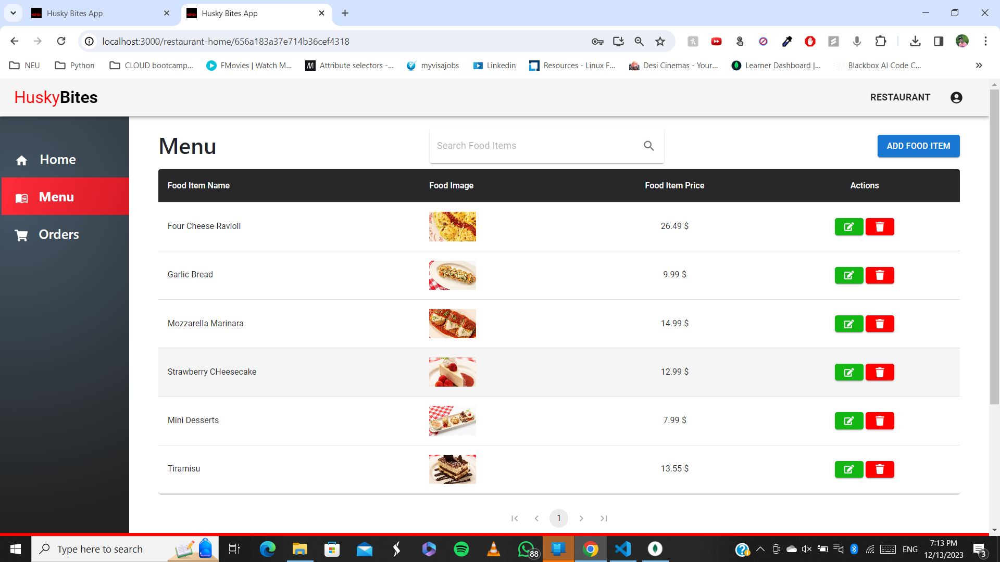 Husky Bites App
Husky Bites App
localhost:3000/restaurant-home/656a183a37e714b36cef4318
NEU
Python
CLOUD bootcamp...
FMovies | Watch M...
Attribute selectors -...
myvisajobs
Linkedin
Resources - Linux F...
Desi Cinemas - Your...
Learner Dashboard |...
Blackbox AI Code C...
HuskyBites
RESTAURANT
Home
Menu
Orders
Menu
Search Food Items
ADD FOOD ITEM
Food Item Name Food Image Food Item Price Actions
Four Cheese Ravioli 26.49 $
Garlic Bread 9.99 $
Mozzarella Marinara 14.99 $
Strawberry CHeesecake 12.99 $
Mini Desserts 7.99 $
Tiramisu 13.55 $
1
Type here to search
88
ENG
7:13 PM
12/13/2023
3